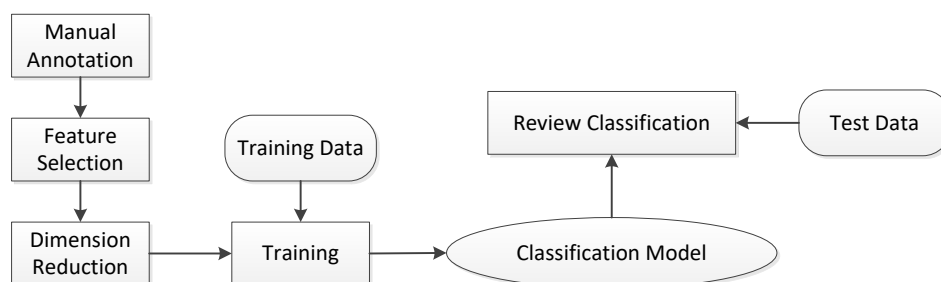 Manual
Annotation
Feature
Selection
Dimension
Reduction
Training Data
Training
Review Classification
Test Data
Classification Model